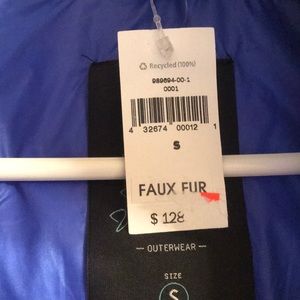 Recycled (100%)
989694-00-1
0001
4 32674 00012 1
S
FAUX FUR
$ 128
— OUTERWEAR —
SIZE
S